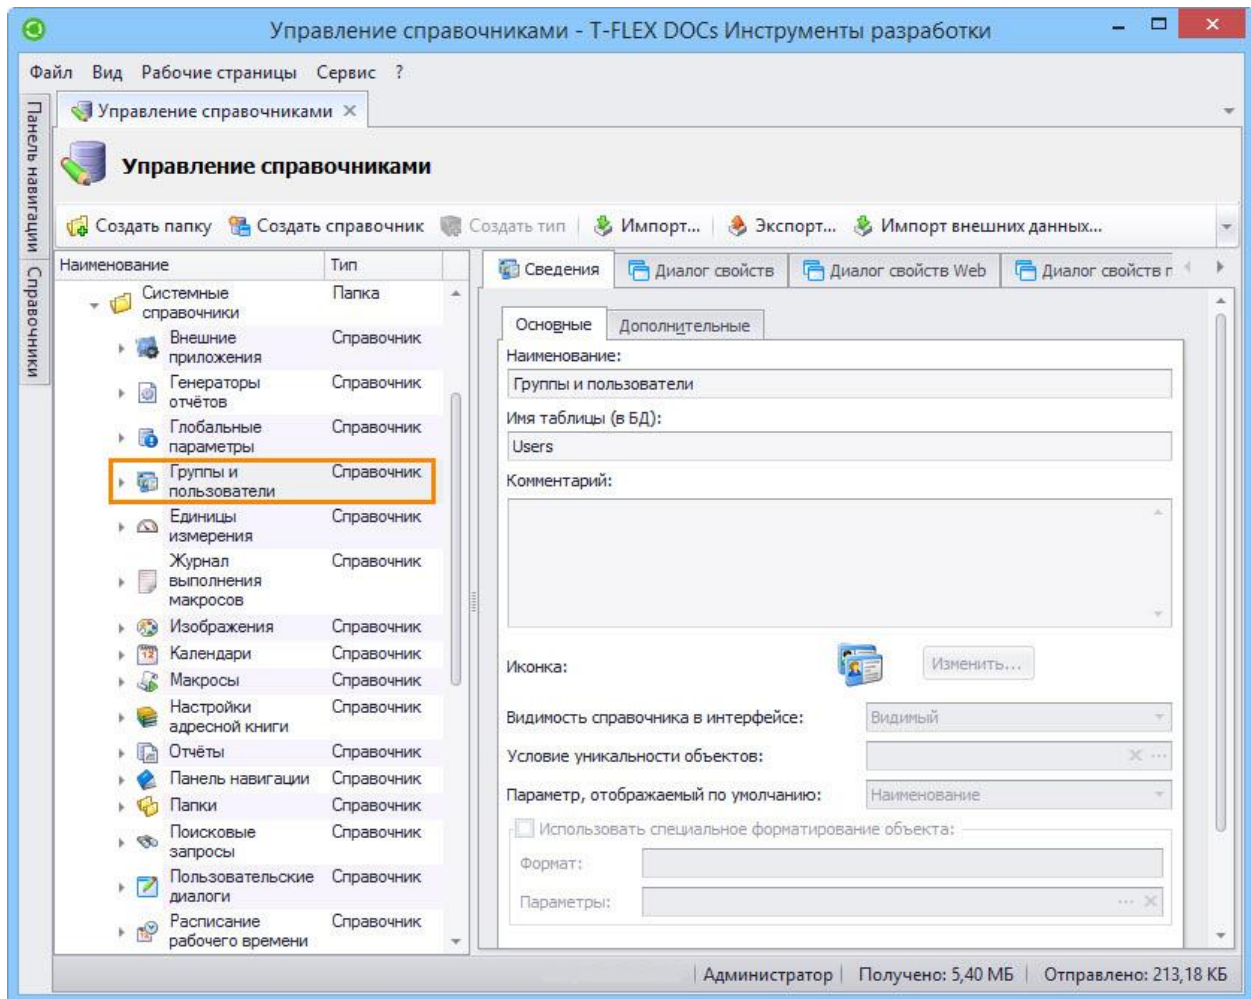 Управление справочниками - T-FLEX DOCs Инструменты разработки
Файл Вид Рабочие страницы Сервис ?
Панель навигации
Справочники
Управление справочниками
Управление справочниками
Создать папку Создать справочник Создать тип Импорт... Экспорт... Импорт внешних данных...
Наименование Тип
Системные справочники Папка
Внешние приложения Справочник
Генераторы отчётов Справочник
Глобальные параметры Справочник
Группы и пользователи Справочник
Единицы измерения Справочник
Журнал выполнения макросов Справочник
Изображения Справочник
Календари Справочник
Макросы Справочник
Настройки адресной книги Справочник
Отчёты Справочник
Панель навигации Справочник
Папки Справочник
Поисковые запросы Справочник
Пользовательские диалоги Справочник
Расписание рабочего времени Справочник
Сведения Диалог свойств Диалог свойств Web Диалог свойств п
Основные Дополнительные
Наименование:
Группы и пользователи
Имя таблицы (в БД):
Users
Комментарий:
Иконка: Изменить...
Видимость справочника в интерфейсе: Видимый
Условие уникальности объектов:
Параметр, отображаемый по умолчанию: Наименование
Использовать специальное форматирование объекта:
Формат:
Параметры:
Администратор Получено: 5,40 МБ Отправлено: 213,18 КБ